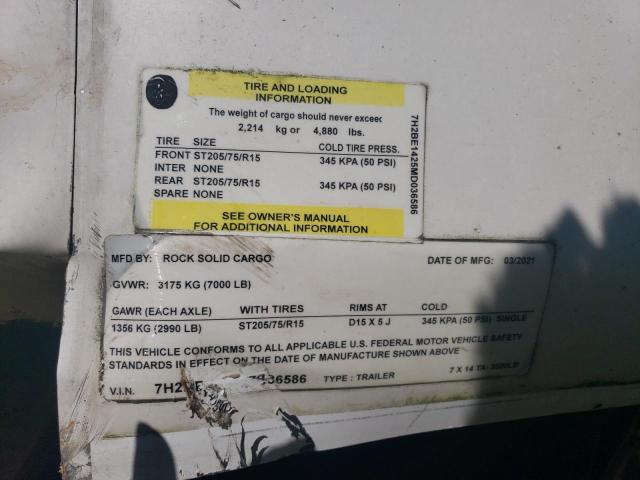 TIRE AND LOADING
INFORMATION
The weight of cargo should never exceed
2,214 kg or 4,880 lbs.
TIRE SIZE COLD TIRE PRESS.
FRONT ST205/75/R15 345 KPA (50 PSI)
INTER NONE
REAR ST205/75/R15 345 KPA (50 PSI)
SPARE NONE
SEE OWNER'S MANUAL
FOR ADDITIONAL INFORMATION
7H2BE1425MD036586
MFD BY: ROCK SOLID CARGO DATE OF MFG: 03/2021
GVWR: 3175 KG (7000 LB)
GAWR (EACH AXLE) WITH TIRES RIMS AT COLD
1356 KG (2990 LB) ST205/75/R15 D15 X 5 J 345 KPA (50 PSI) SINGLE
THIS VEHICLE CONFORMS TO ALL APPLICABLE U.S. FEDERAL MOTOR VEHICLE SAFETY
STANDARDS IN EFFECT ON THE DATE OF MANUFACTURE SHOWN ABOVE
7 X 14 TA-
V.I.N. 7H2 36586 TYPE : TRAILER